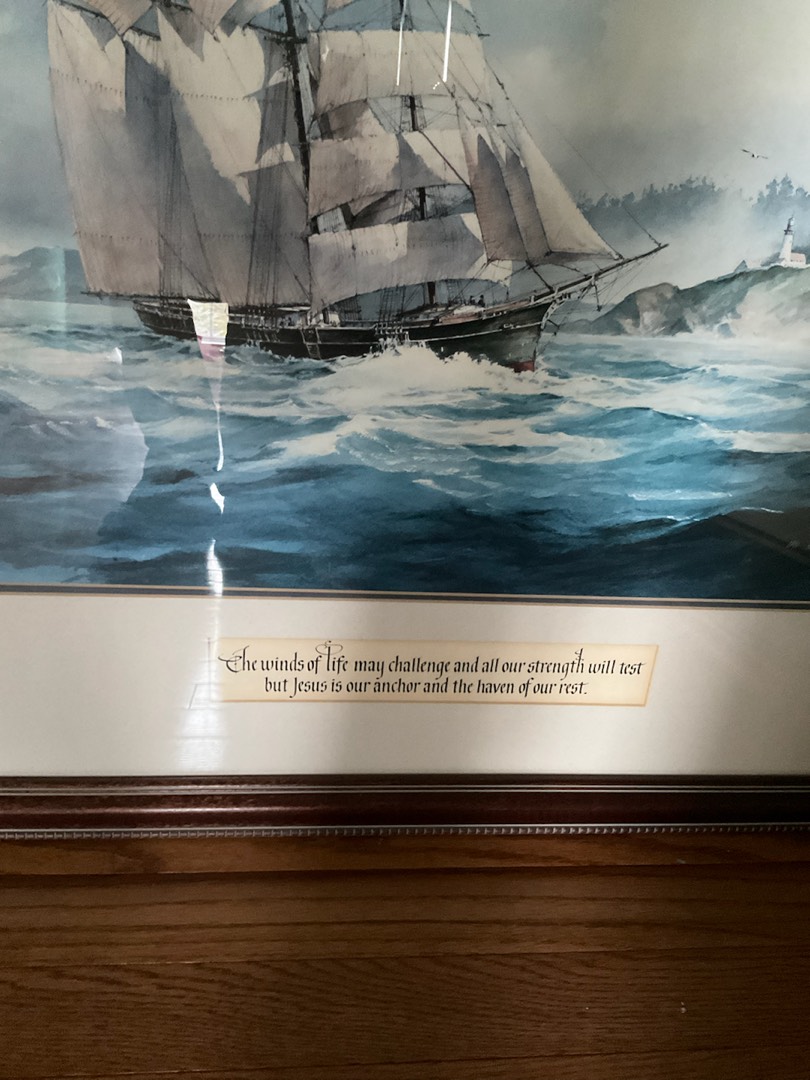 The winds of life may challenge and all our strength will test
but Jesus is our anchor and the haven of our rest.